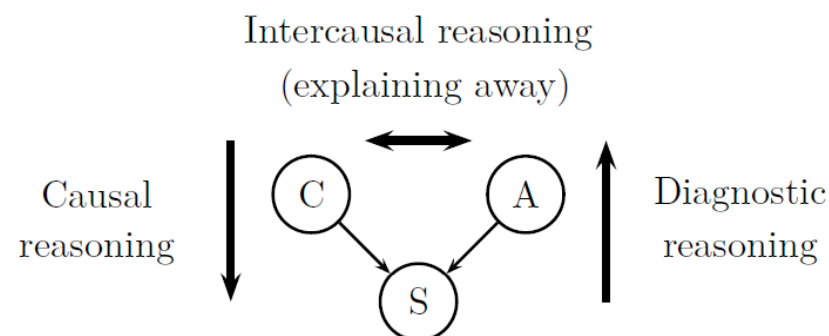 Intercausal reasoning
(explaining away)
Causal
reasoning
C
A
Diagnostic
reasoning
S